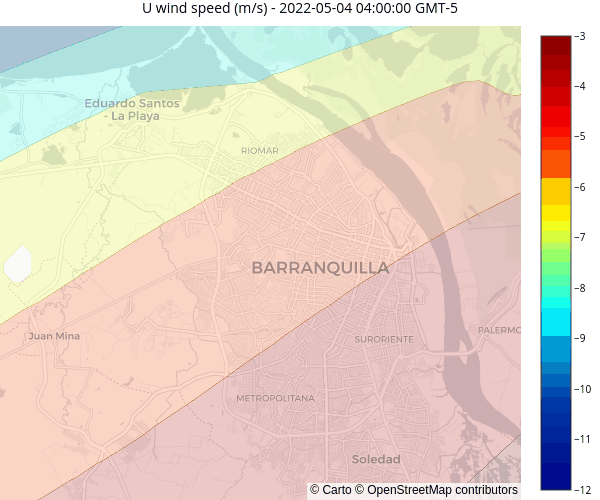 U wind speed (m/s) - 2022-05-04 04:00:00 GMT-5
Eduardo Santos
- La Playa
RIOMAR
BARRANQUILLA
Juan Mina
SURORIENTE
PALERMO
METROPOLITANA
Soledad
© Carto © OpenStreetMap contributors
−3
−4
−5
−6
−7
−8
−9
−10
−11
−12